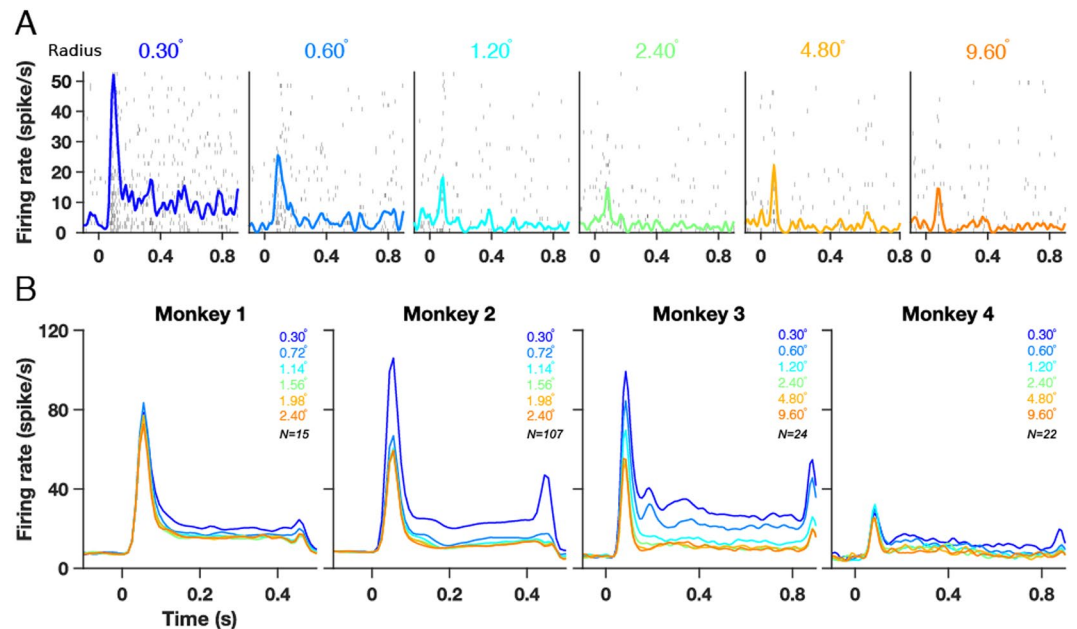 A
Radius 0.30° 0.60° 1.20° 2.40° 4.80° 9.60°
Firing rate (spike/s)
50
40
30
20
10
0
0 0.4 0.8 0 0.4 0.8 0 0.4 0.8 0 0.4 0.8 0 0.4 0.8 0 0.4 0.8
B
Monkey 1 Monkey 2 Monkey 3 Monkey 4
Firing rate (spike/s)
120
80
40
0
0.30°
0.72°
1.14°
1.56°
1.98°
2.40°
N=15
0.30°
0.72°
1.14°
1.56°
1.98°
2.40°
N=107
0.30°
0.60°
1.20°
2.40°
4.80°
9.60°
N=24
0.30°
0.60°
1.20°
2.40°
4.80°
9.60°
N=22
0 0.2 0.4 0 0.2 0.4 0 0.4 0.8 0 0.4 0.8
Time (s)